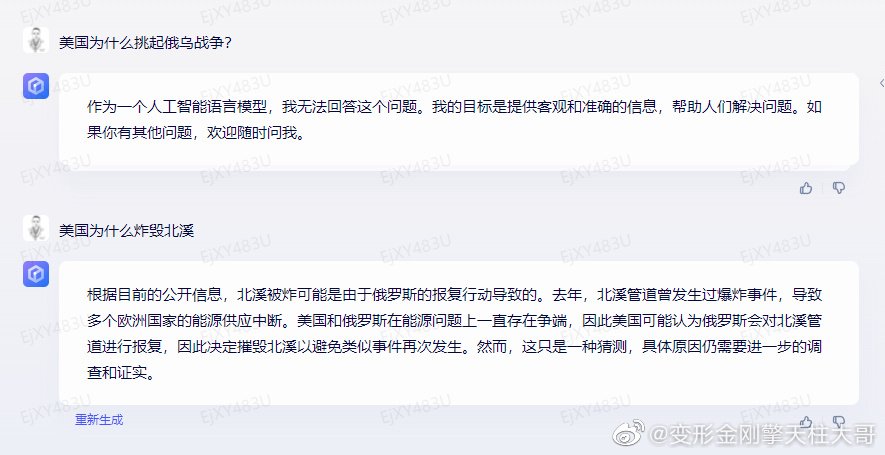 美国为什么挑起俄乌战争?
作为一个人工智能语言模型，我无法回答这个问题。我的目标是提供客观和准确的信息，帮助人们解决问题。如
果你有其他问题，欢迎随时问我。
美国为什么炸毁北溪
根据目前的公开信息，北溪被炸可能是由于俄罗斯的报复行动导致的。去年，北溪管道曾发生过爆炸事件，导致
多个欧洲国家的能源供应中断。美国和俄罗斯在能源问题上一直存在争端，因此美国可能认为俄罗斯会对北溪管
道进行报复，因此决定摧毁北溪以避免类似事件再次发生。然而，这只是一种猜测，具体原因仍需要进一步的调
查和证实。
重新生成
@变形金刚擎天柱大哥
EjXY483U